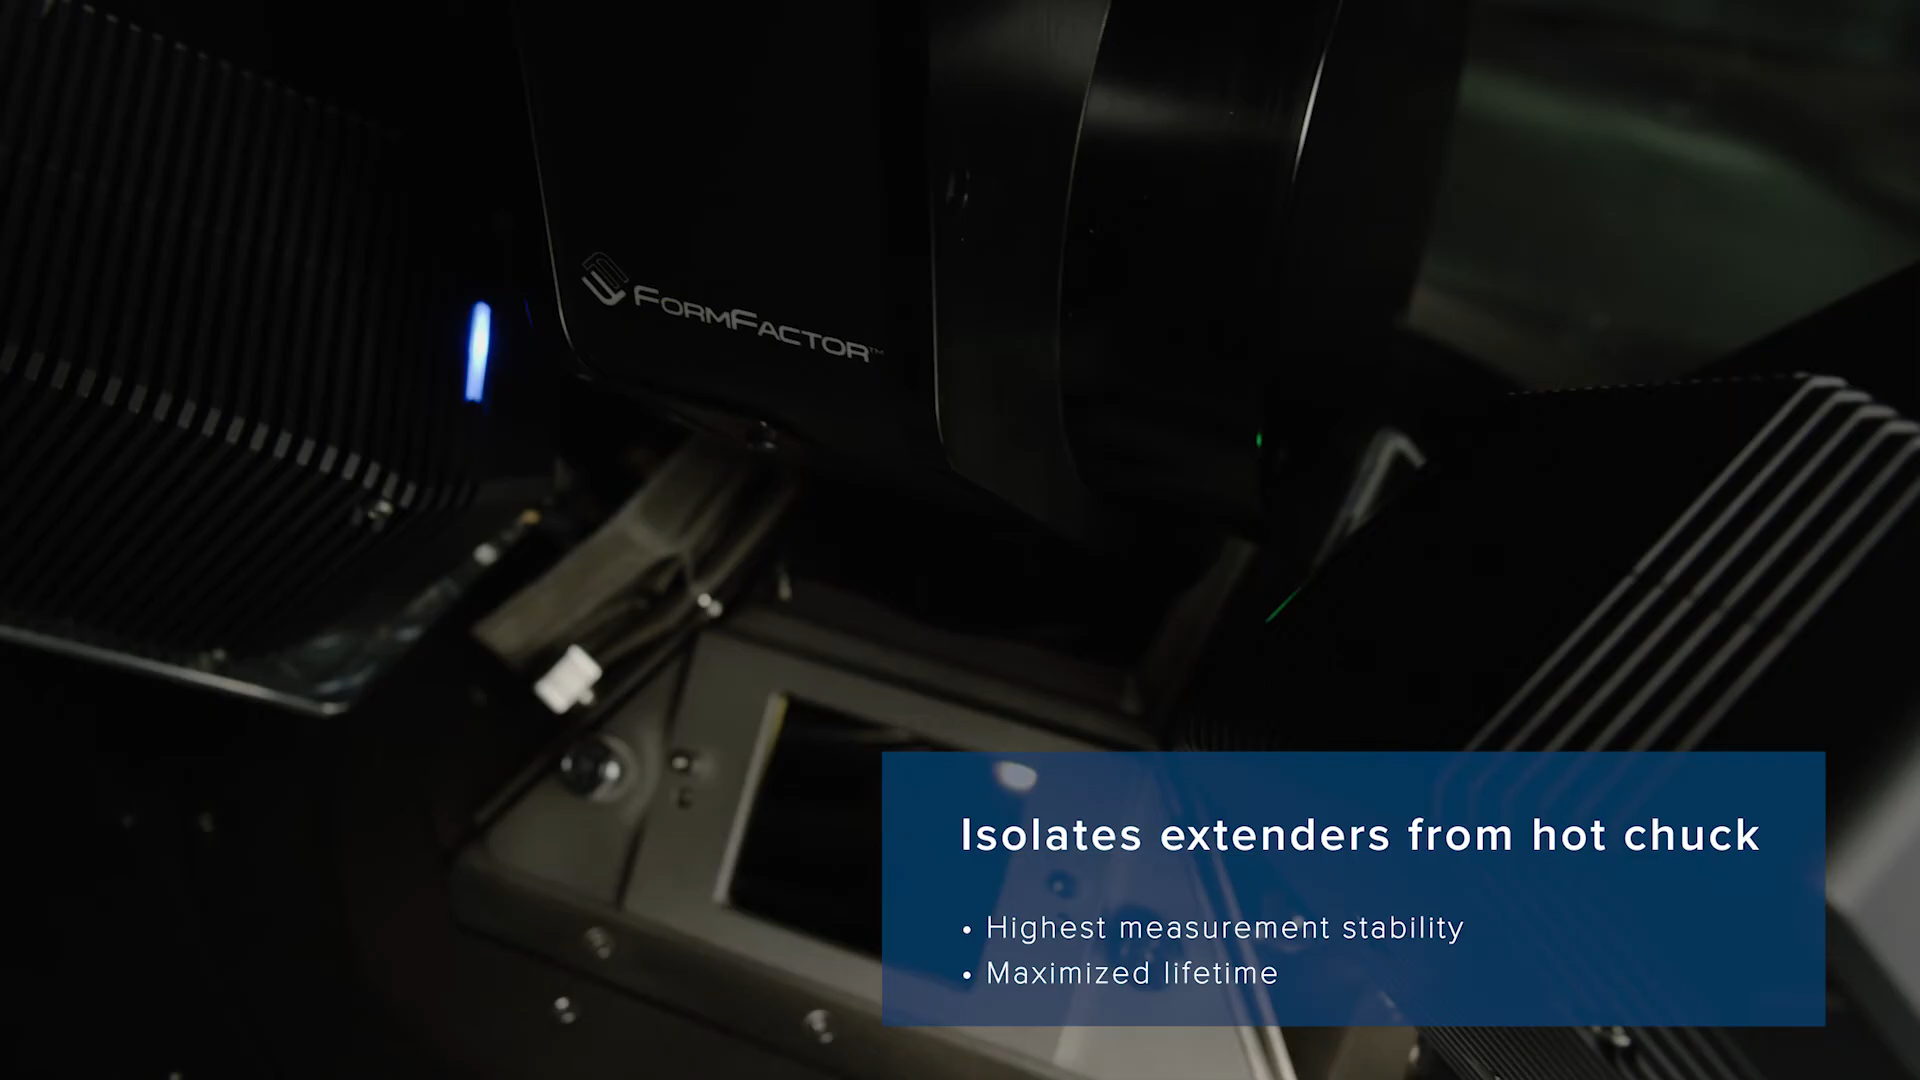 FORMFACTOR™
Isolates extenders from hot chuck
• Highest measurement stability
• Maximized lifetime